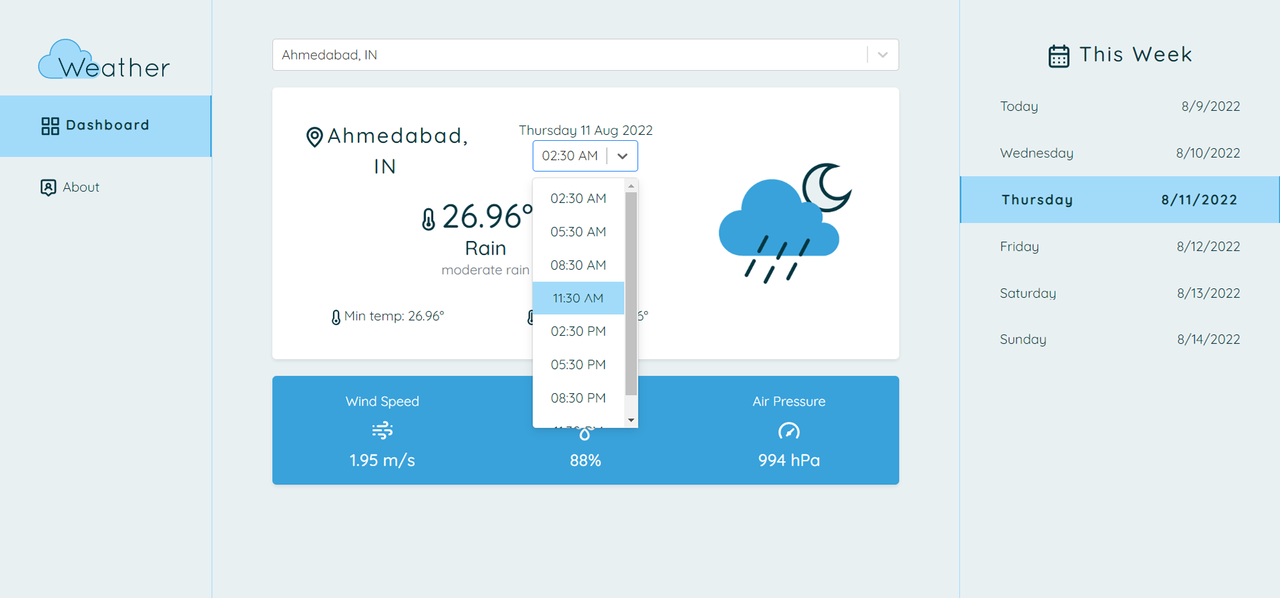 Weather
Dashboard
About
Ahmedabad, IN
Ahmedabad,
IN
Thursday 11 Aug 2022
02:30 AM
26.96°
Rain
moderate rain
Min temp: 26.96°
6°
02:30 AM
05:30 AM
08:30 AM
11:30 AM
02:30 PM
05:30 PM
08:30 PM
Wind Speed
1.95 m/s
88%
Air Pressure
994 hPa
This Week
Today 8/9/2022
Wednesday 8/10/2022
Thursday 8/11/2022
Friday 8/12/2022
Saturday 8/13/2022
Sunday 8/14/2022